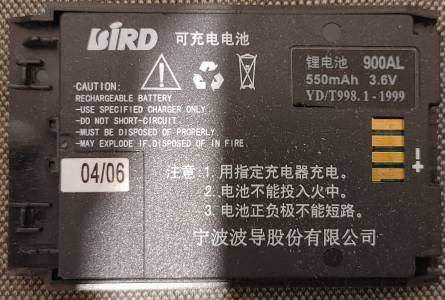 BiRD 可充电电池
锂电池 900AL
550mAh 3.6V
YD/T998.1-1999
CAUTION:
RECHARGEABLE BATTERY
-USE SPECIFIED CHARGER ONLY
-DO NOT SHORT-CIRCUIT.
-MUST BE DISPOSED OF PROPERLY
-MAY EXPLODE IF DISPOSED OF IN FIRE.
04/06
注意:1.用指定充电器充电。
2.电池不能投入火中。
3.电池正负极不能短路。
宁波波导股份有限公司
+ -